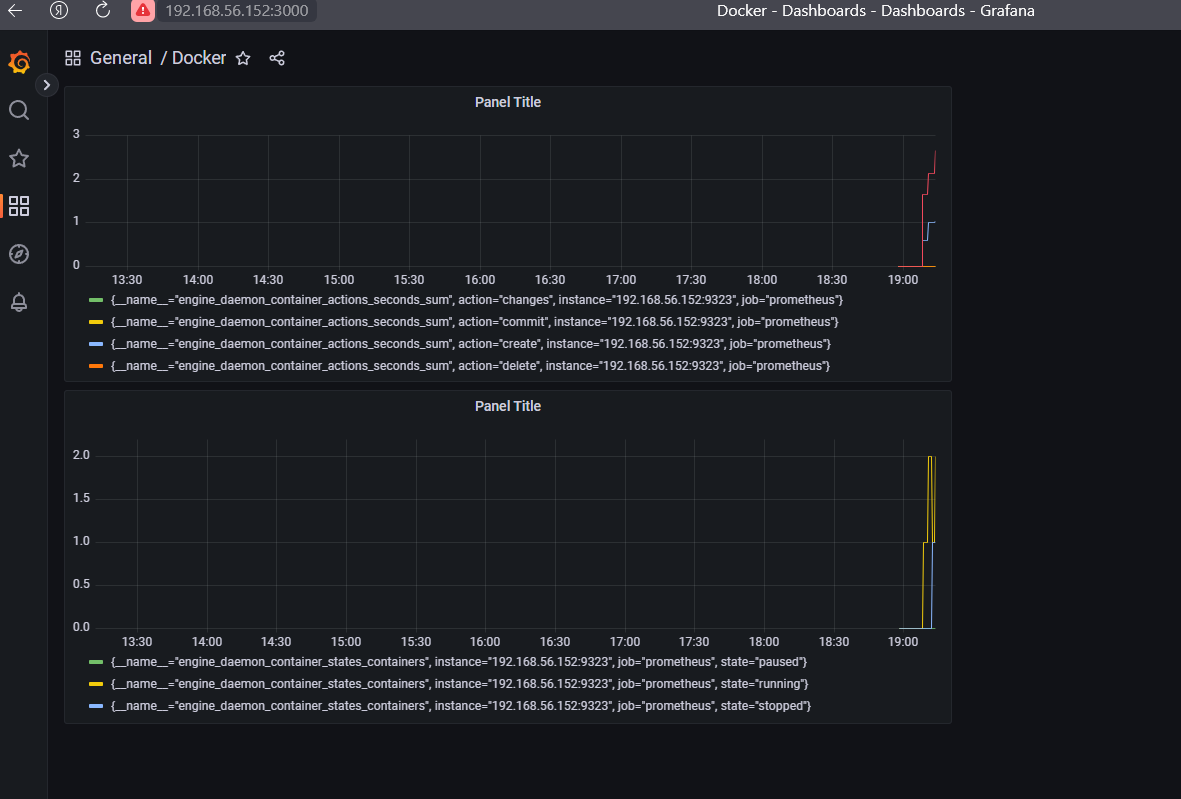 192.168.56.152:3000 Docker - Dashboards - Dashboards - Grafana
General / Docker
Panel Title
3
2
1
0
13:30 14:00 14:30 15:00 15:30 16:00 16:30 17:00 17:30 18:00 18:30 19:00
{__name__="engine_daemon_container_actions_seconds_sum", action="changes", instance="192.168.56.152:9323", job="prometheus"}
{__name__="engine_daemon_container_actions_seconds_sum", action="commit", instance="192.168.56.152:9323", job="prometheus"}
{__name__="engine_daemon_container_actions_seconds_sum", action="create", instance="192.168.56.152:9323", job="prometheus"}
{__name__="engine_daemon_container_actions_seconds_sum", action="delete", instance="192.168.56.152:9323", job="prometheus"}
Panel Title
2.0
1.5
1.0
0.5
0.0
13:30 14:00 14:30 15:00 15:30 16:00 16:30 17:00 17:30 18:00 18:30 19:00
{__name__="engine_daemon_container_states_containers", instance="192.168.56.152:9323", job="prometheus", state="paused"}
{__name__="engine_daemon_container_states_containers", instance="192.168.56.152:9323", job="prometheus", state="running"}
{__name__="engine_daemon_container_states_containers", instance="192.168.56.152:9323", job="prometheus", state="stopped"}